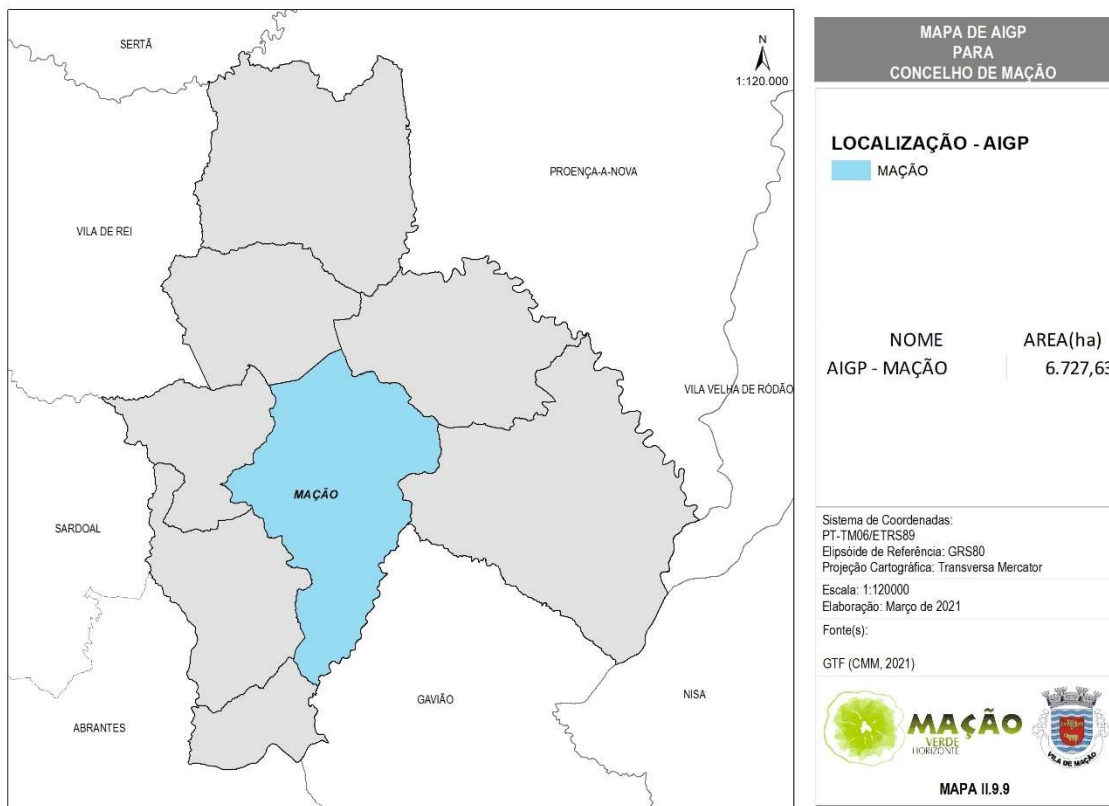 SERTÃ
N
1:120.000
PROENÇA-A-NOVA
VILA DE REI
VILA VELHA DE RÓDÃO
MAÇÃO
SARDOAL
NISA
GAVIÃO
ABRANTES
MAPA DE AIGP
PARA
CONCELHO DE MAÇÃO
LOCALIZAÇÃO - AIGP
MAÇÃO
NOME AREA(ha)
AIGP - MAÇÃO 6.727,63
Sistema de Coordenadas:
PT-TM06/ETRS89
Elipsóide de Referência: GRS80
Projeção Cartográfica: Transversa Mercator
Escala: 1:120000
Elaboração: Março de 2021
Fonte(s):
GTF (CMM, 2021)
MAÇÃO
VERDE
HORIZONTE
VILA DE MAÇÃO
MAPA II.9.9